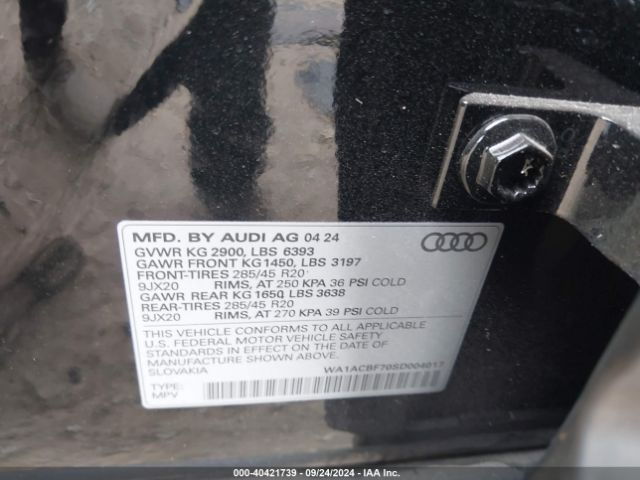 K
MFD. BY AUDI AG 04 24
GVWR KG 2900, LBS 6393
GAWR FRONT KG 1450, LBS 3197
FRONT-TIRES 285/45 R20
9JX20 RIMS, AT 250 KPA 36 PSI COLD
GAWR REAR KG 1650, LBS 3638
REAR-TIRES 285/45 R20
9JX20 RIMS, AT 270 KPA 39 PSI COLD
THIS VEHICLE CONFORMS TO ALL APPLICABLE
U.S. FEDERAL MOTOR VEHICLE SAFETY
STANDARDS IN EFFECT ON THE DATE OF
MANUFACTURE SHOWN ABOVE.
SLOVAKIA WA1ACBF70SD004017
TYPE:
MPV
000-40421739 - 09/24/2024 - IAA Inc.